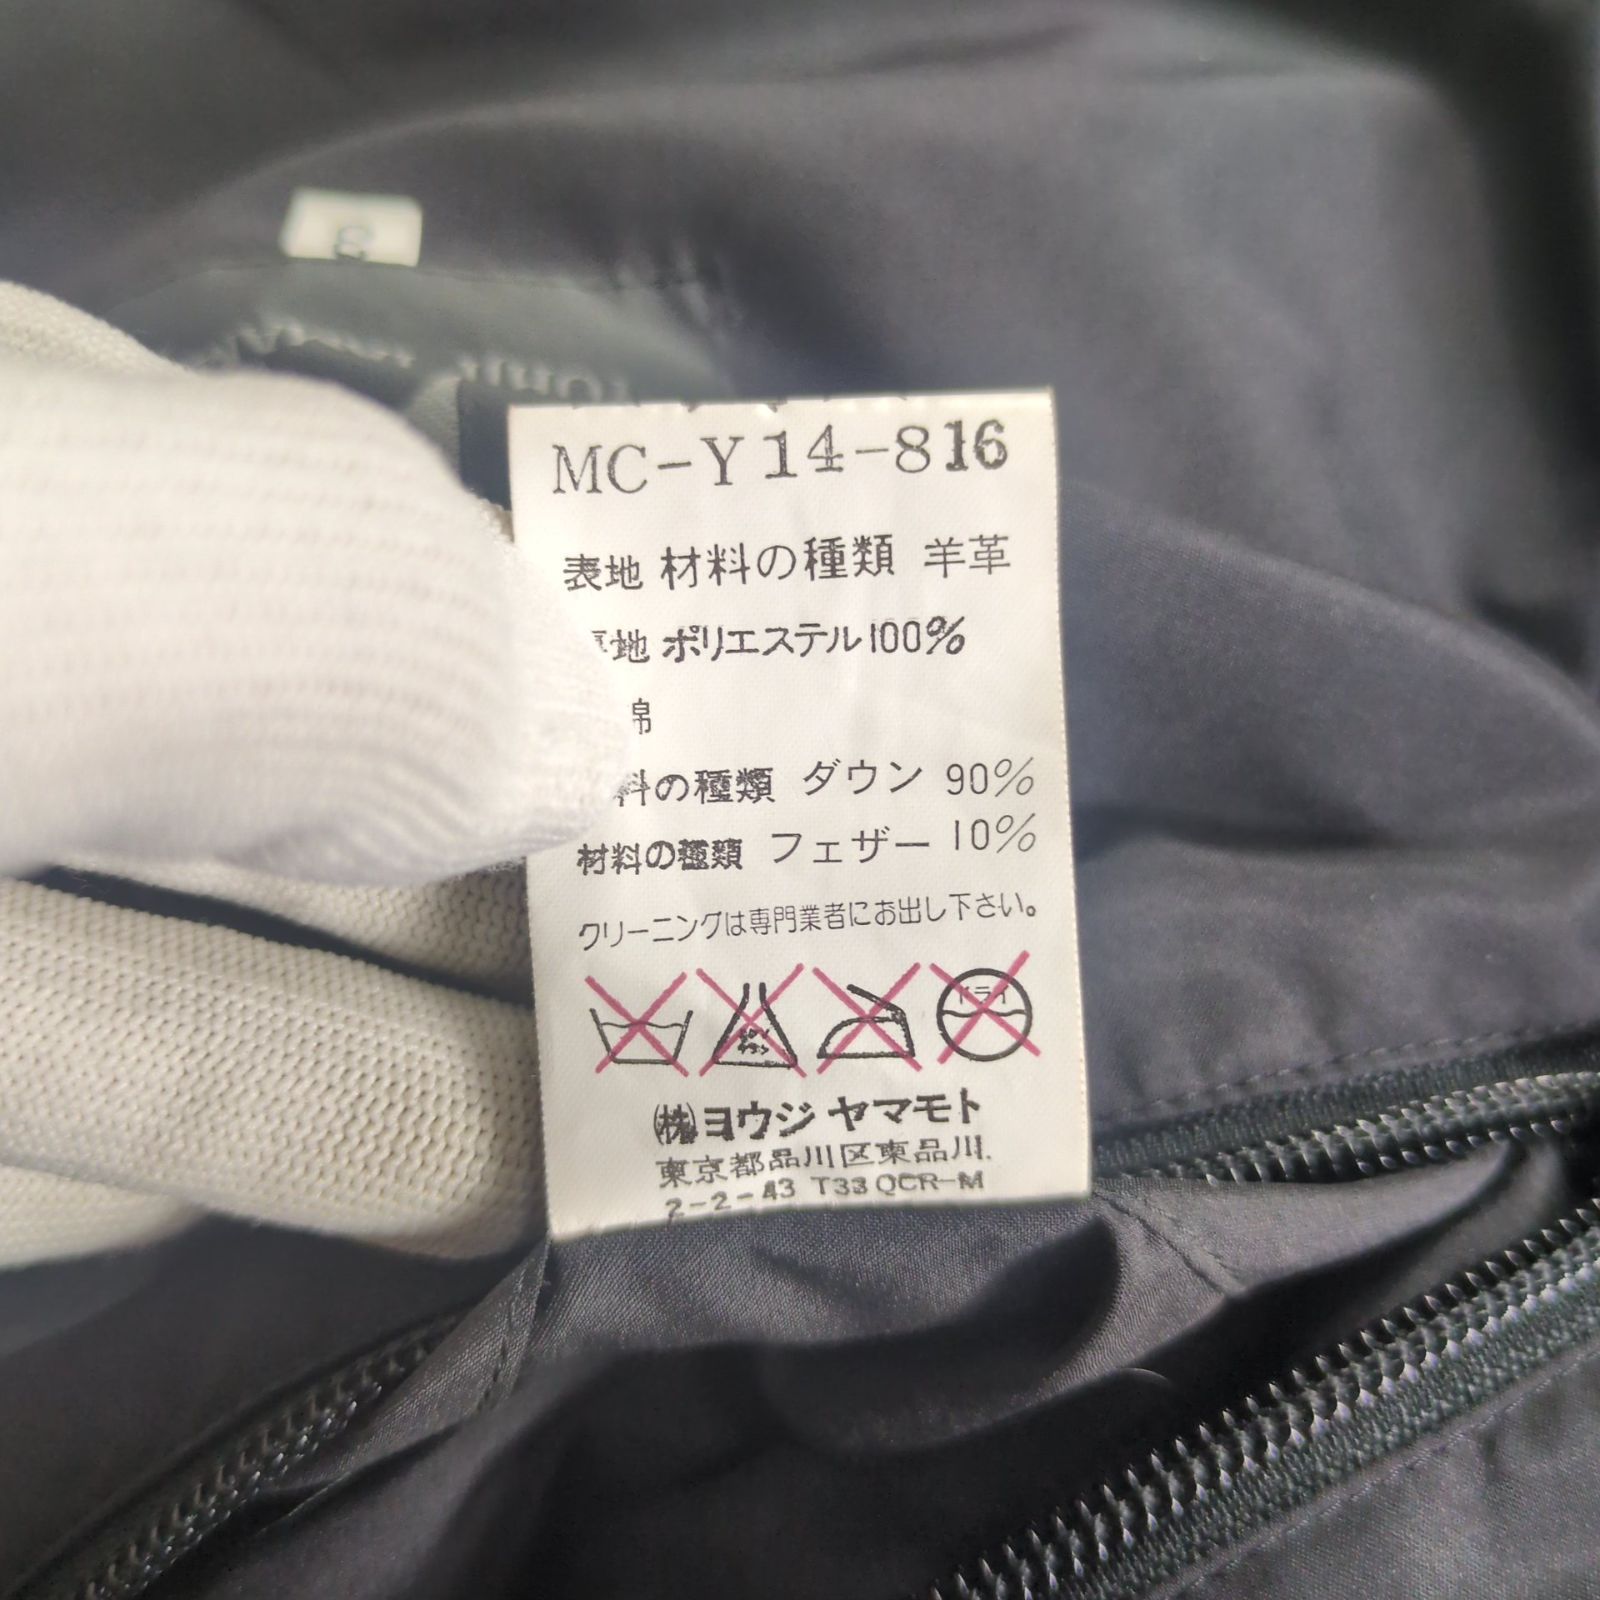 MC-Y14-816
表地 材料の種類 羊革
地 ポリエステル100%
綿
料の種類 ダウン 90%
材料の種類 フェザー 10%
クリーニングは専門業者にお出し下さい。
ドライ
㈱ヨウジ ヤマモト
東京都品川区東品川.
2-2-43 T33 QCR-M